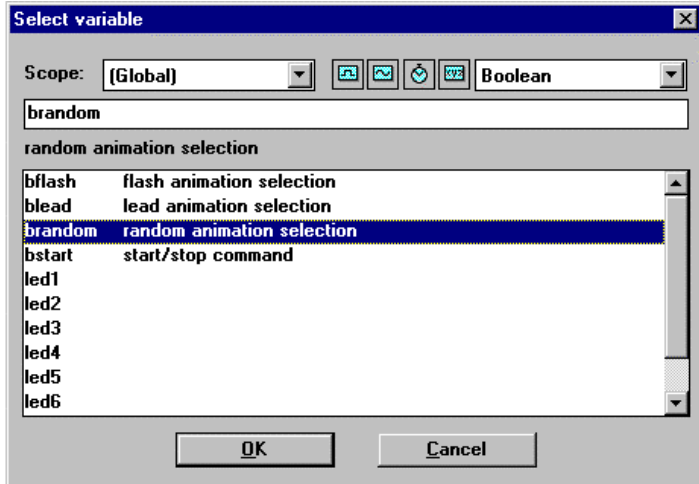 Select variable
Scope: (Global) xyz Boolean
brandom
random animation selection
bflash flash animation selection
blead lead animation selection
brandom random animation selection
bstart start/stop command
led1
led2
led3
led4
led5
led6
OK Cancel